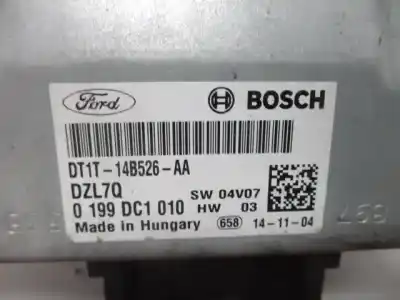 Ford BOSCH
DT1T-14B526-AA
DZL7Q SW 04V07
0 199 DC1 010 HW 03
Made in Hungary 658 14-11-04